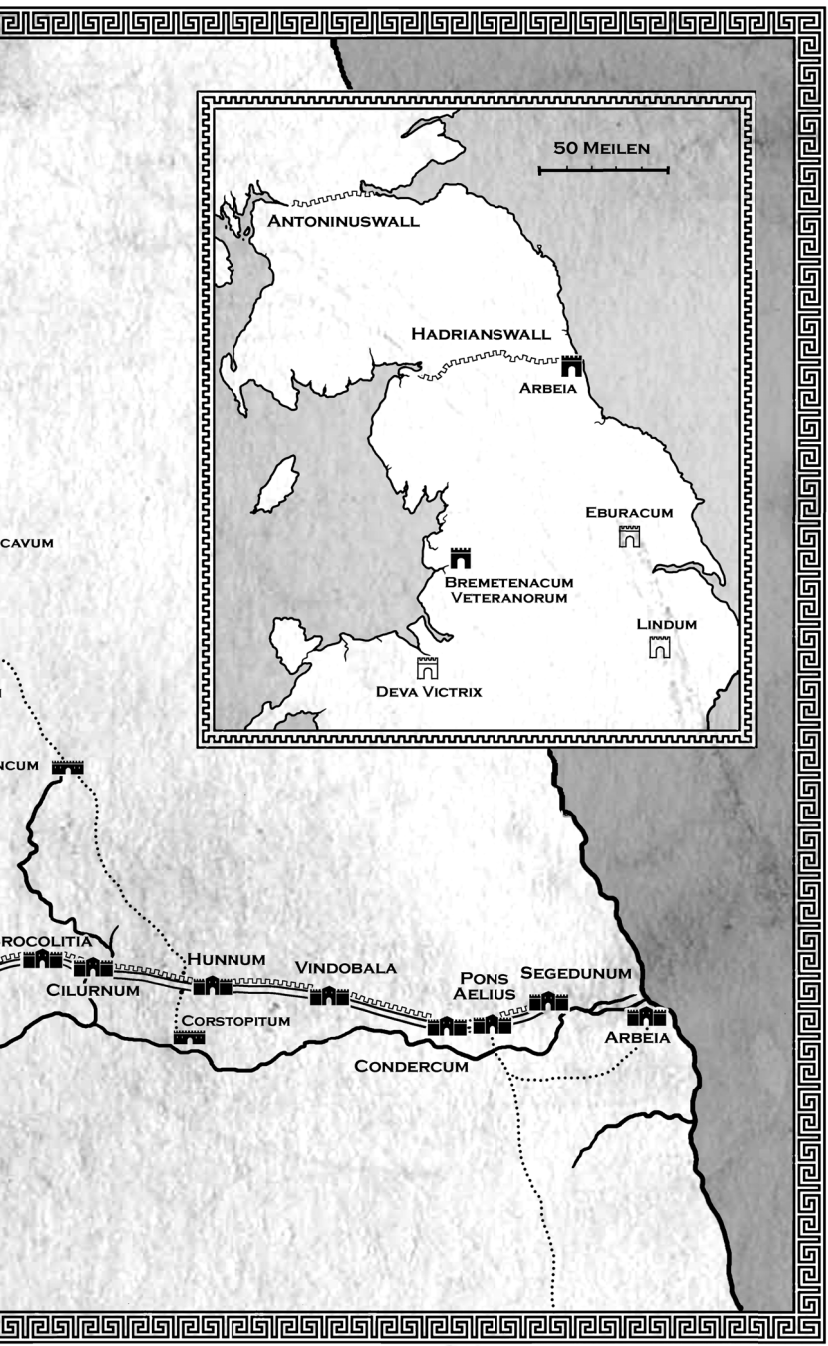 50 MEILEN
ANTONINUSWALL
HADRIANSWALL
ARBEIA
EBURACUM
BREMETENACUM
VETERANORUM
LINDUM
DEVA VICTRIX
CAVUM
NCUM
ROCOLITIA
CILURNUM
HUNNUM
CORSTOPITUM
VINDOBALA
CONDERCUM
PONS
AELIUS
SEGEDUNUM
ARBEIA